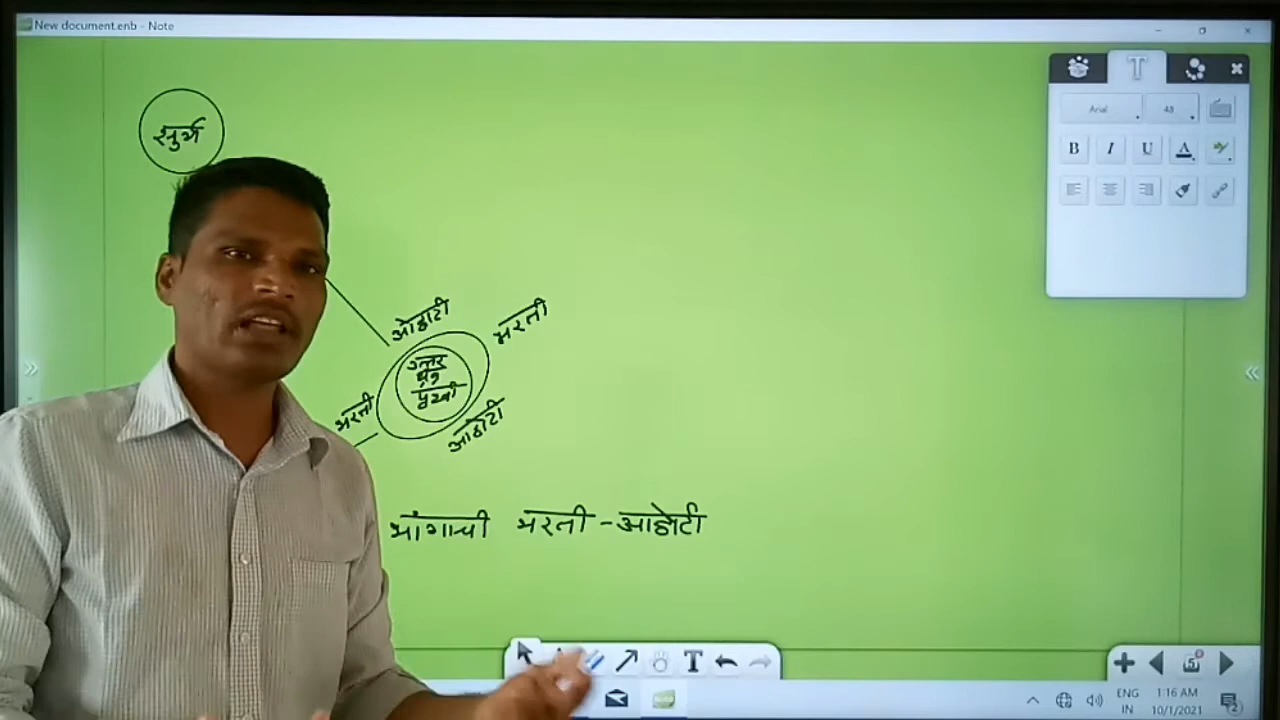 New document.enb - Note
सुर्य
Arial
48
B I U A
ओहोटी
भरती
उत्तर
ध्रुव
पृथ्वी
भरती
ओहोटी
भांगाची भरती - ओहोटी
T
ENG
IN
1:16 AM
10/1/2021